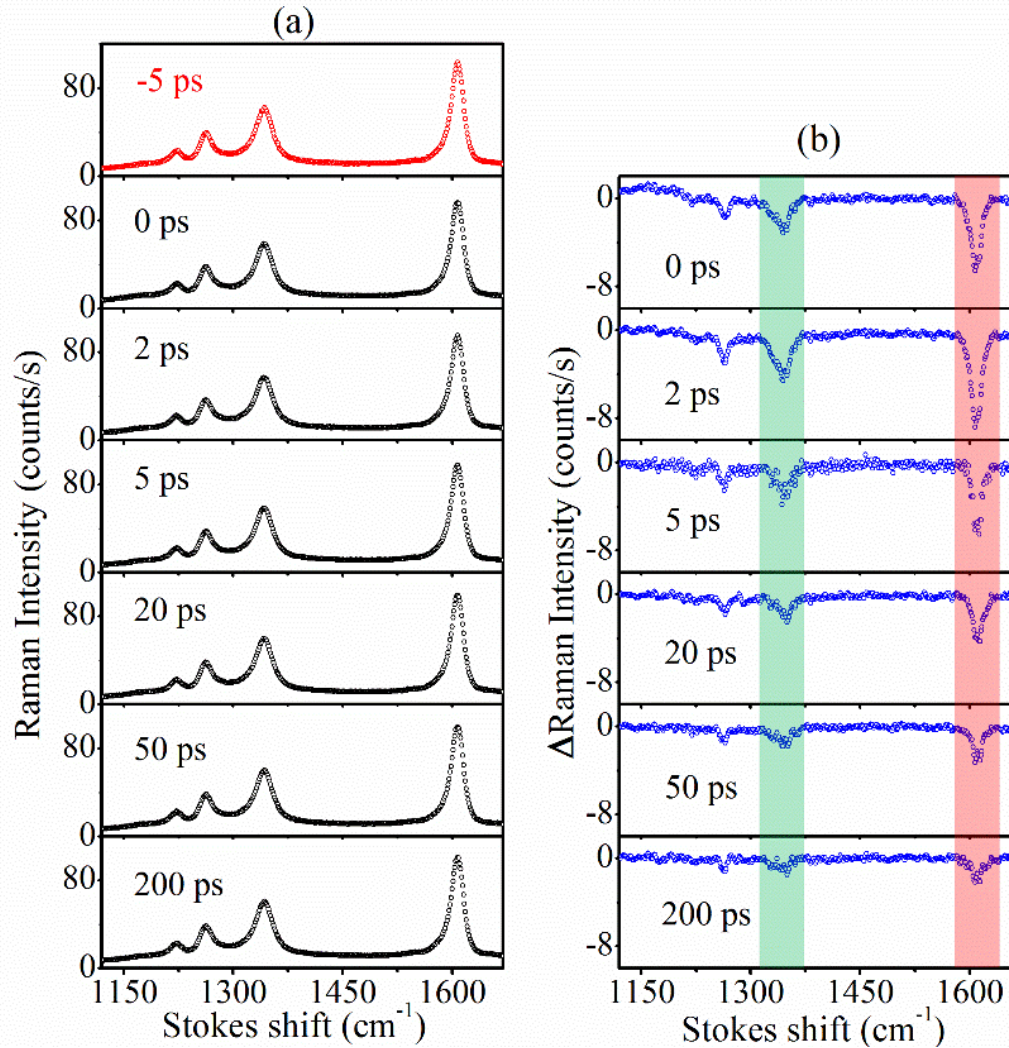 (a)
-5 ps
80
0
0 ps
80
0
2 ps
80
0
5 ps
80
0
20 ps
80
0
50 ps
80
0
200 ps
80
0
1150 1300 1450 1600
Stokes shift (cm⁻¹)
Raman Intensity (counts/s)
(b)
0
-8
0 ps
0
-8
2 ps
0
-8
5 ps
0
-8
20 ps
0
-8
50 ps
0
-8
200 ps
1150 1300 1450 1600
Stokes shift (cm⁻¹)
ΔRaman Intensity (counts/s)